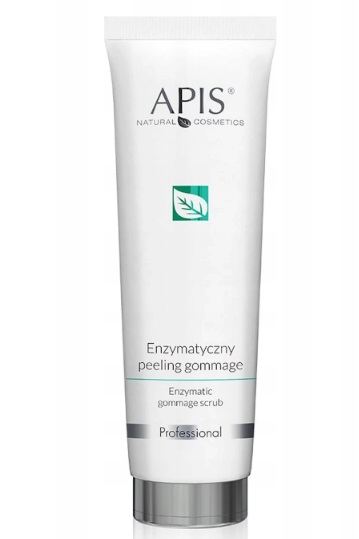 APIS®
NATURAL COSMETICS
Enzymatyczny
peeling gommage
Enzymatic
gommage scrub
Professional